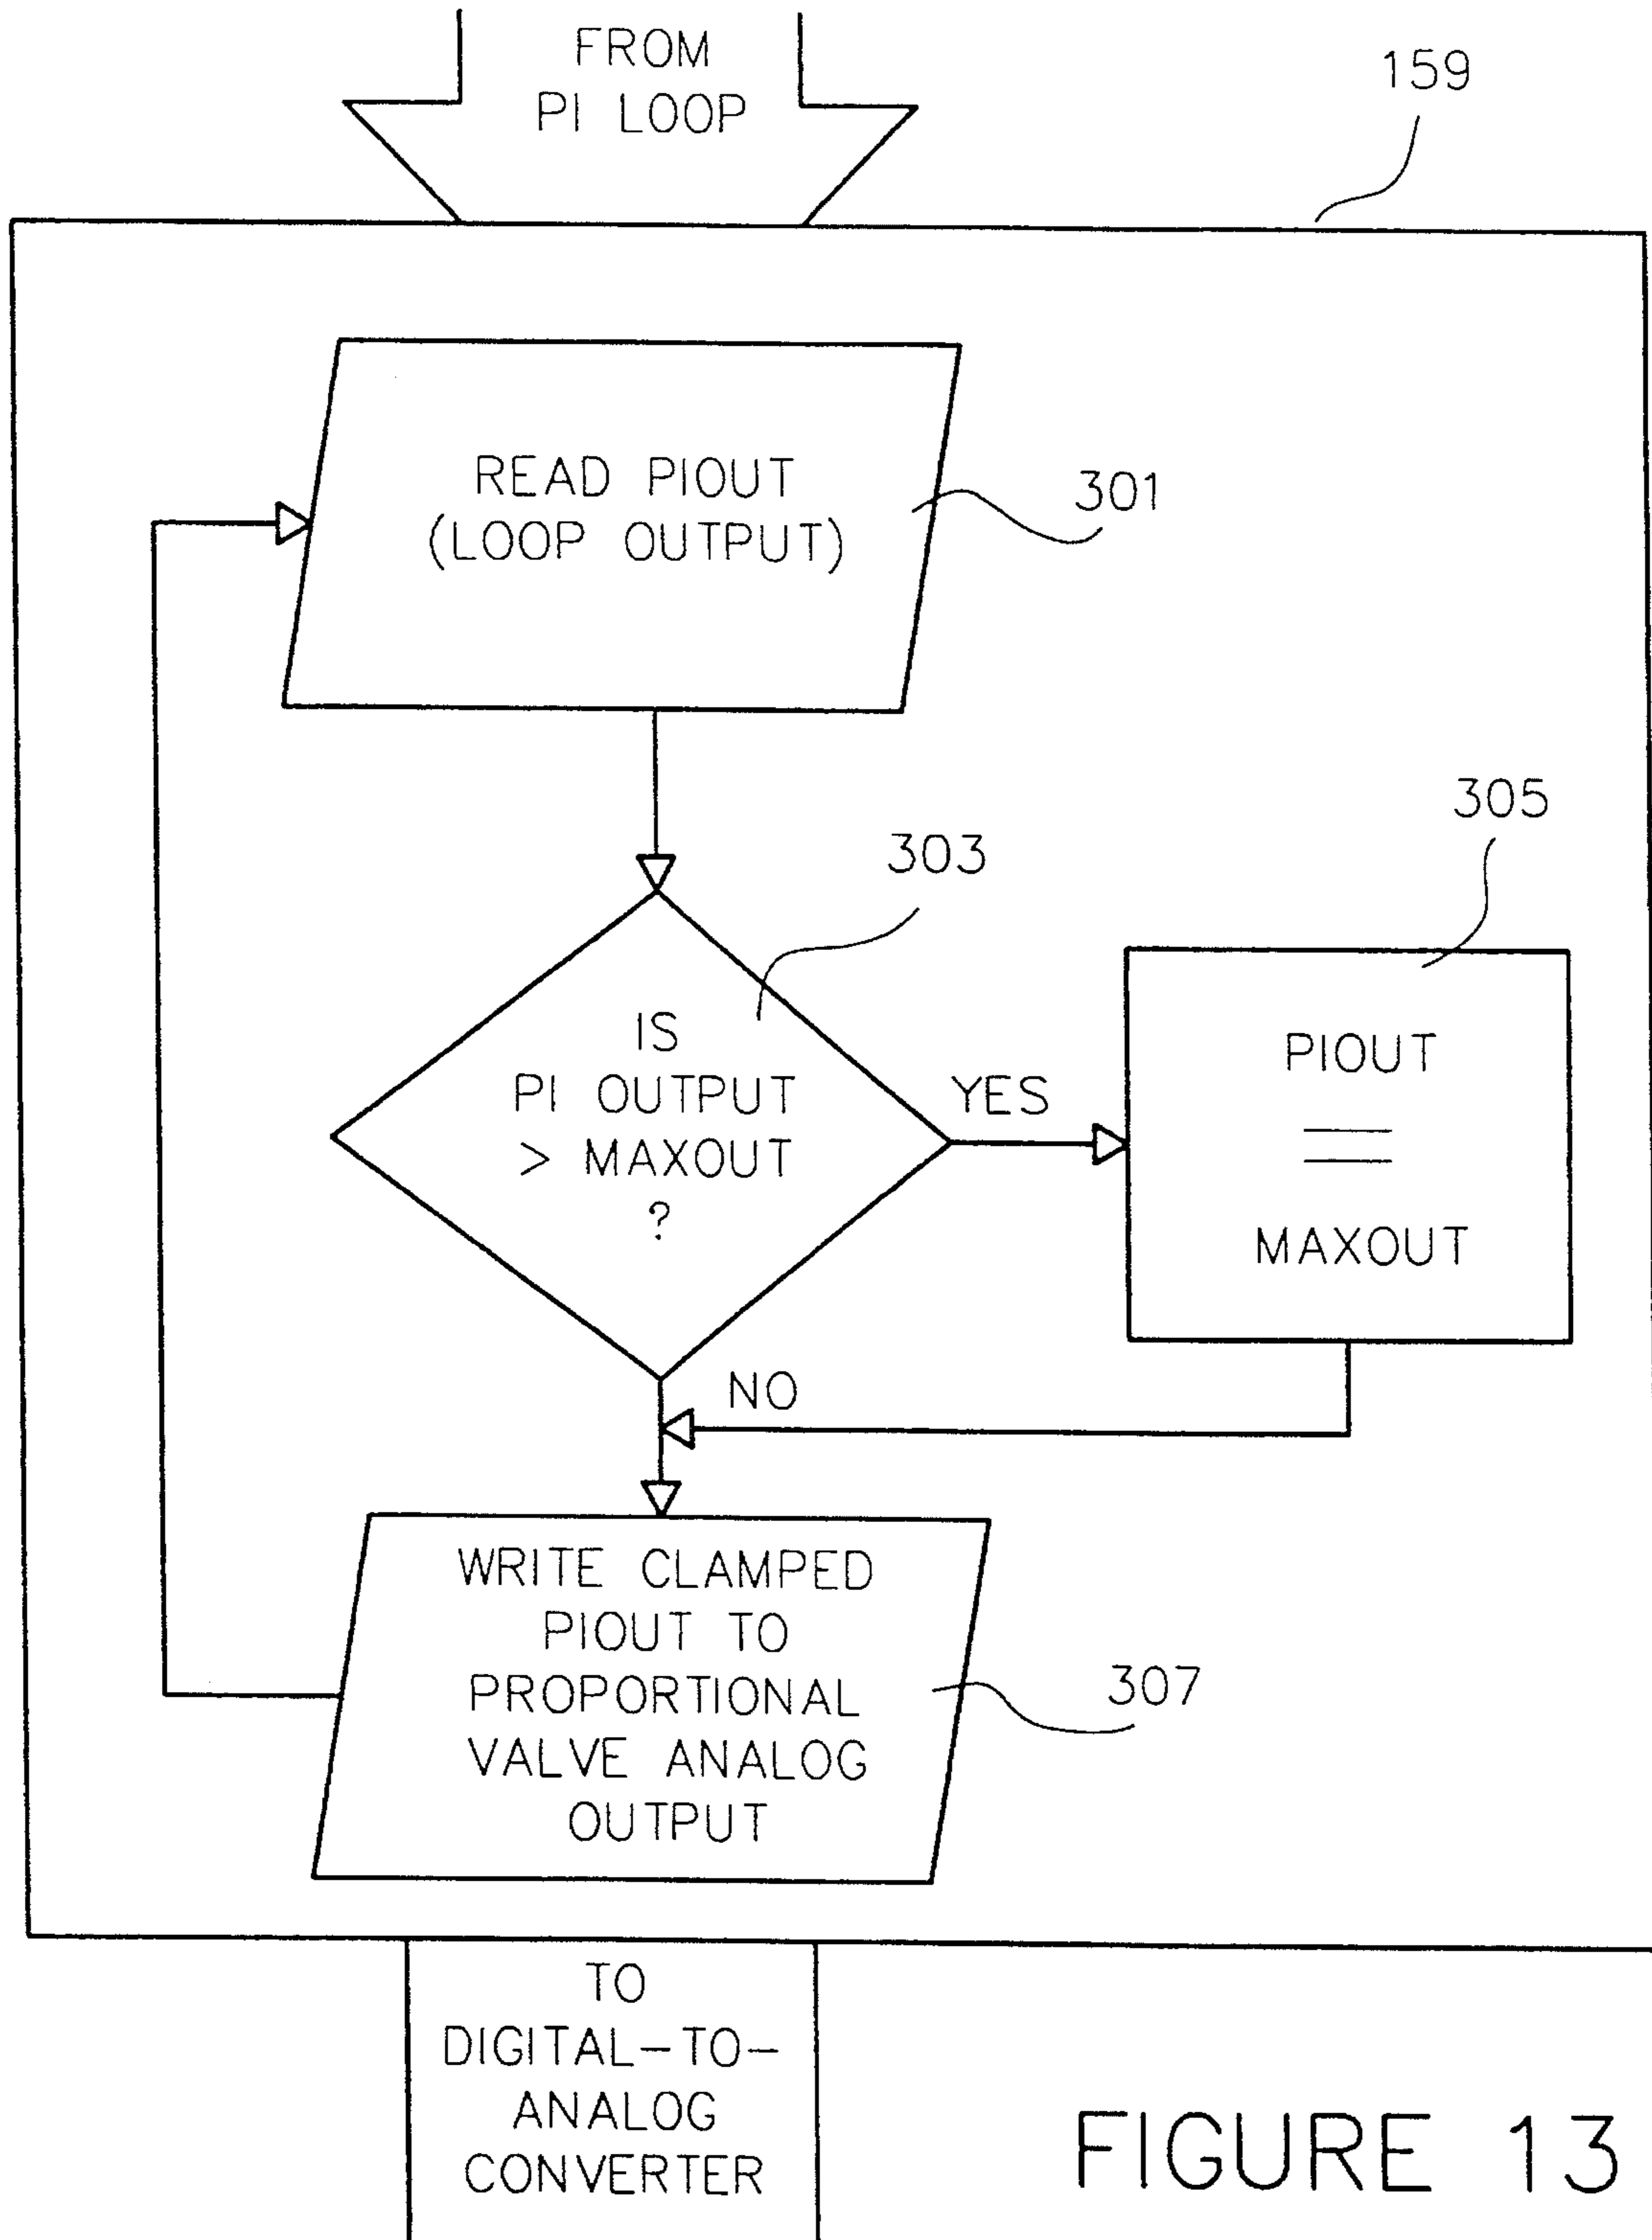 FROM
PI LOOP
159
READ PIOUT
(LOOP OUTPUT)
301
303
305
IS
PI OUTPUT
> MAXOUT
?
YES
PIOUT
=
MAXOUT
NO
WRITE CLAMPED
PIOUT TO
PROPORTIONAL
VALVE ANALOG
OUTPUT
307
TO
DIGITAL-TO-
ANALOG
CONVERTER
FIGURE 13